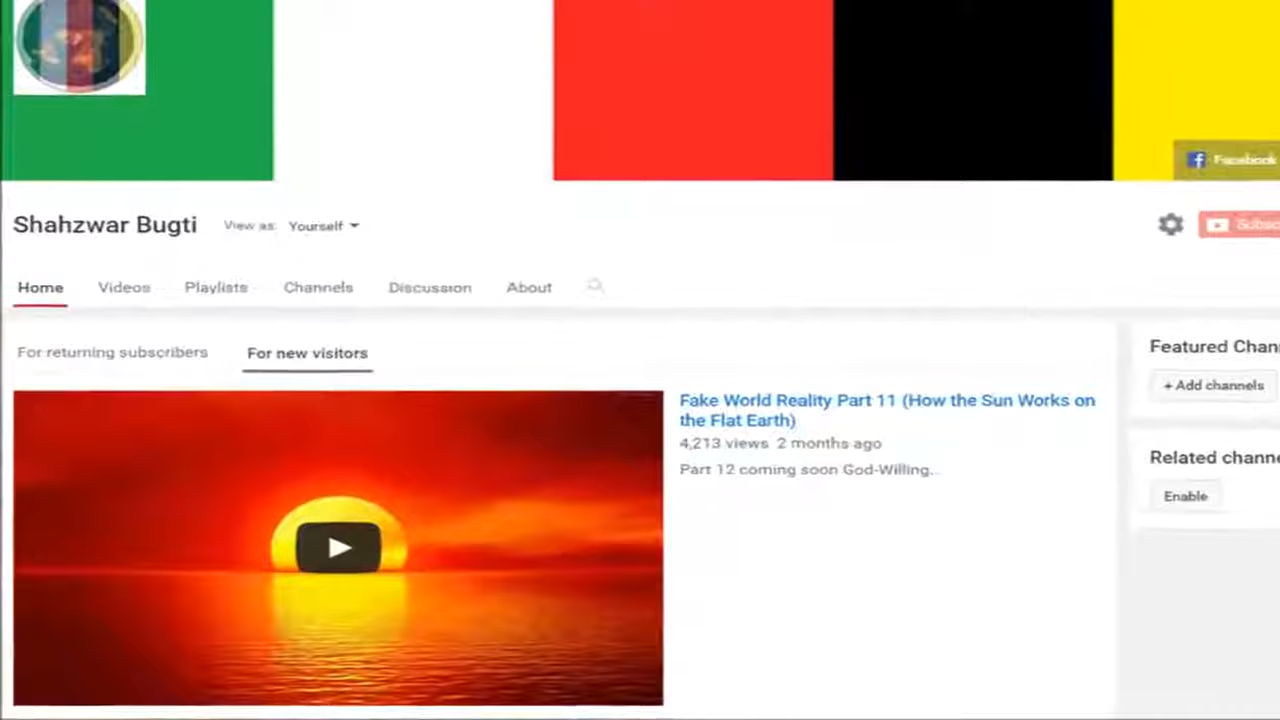 Facebook
Shahzwar Bugti View as: Yourself
Home Videos Playlists Channels Discussion About
For returning subscribers For new visitors
Featured Chan
+ Add channels
Fake World Reality Part 11 (How the Sun Works on
the Flat Earth)
4,213 views 2 months ago
Part 12 coming soon God-Willing..
Related channe
Enable